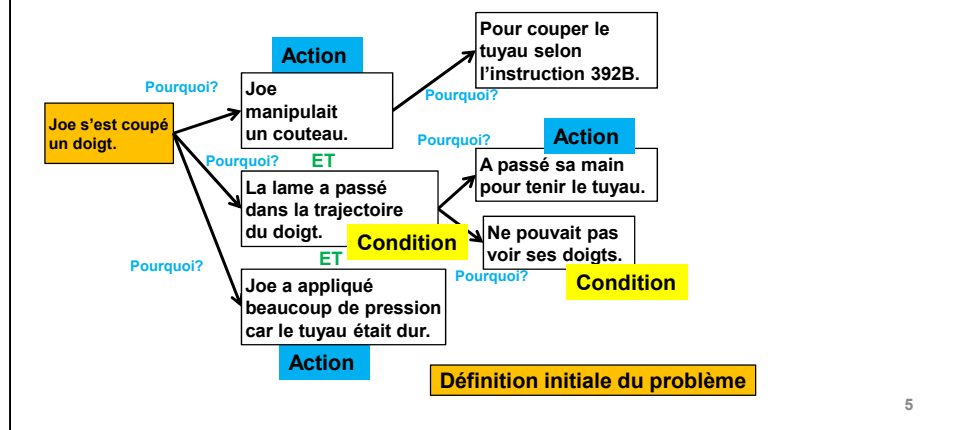 Pour couper le
tuyau selon
l'instruction 392B.
Action
Pourquoi?
Joe
manipulait
un couteau.
Pourquoi?
Joe s'est coupé
un doigt.
Pourquoi?
ET
Pourquoi?
Action
A passé sa main
pour tenir le tuyau.
La lame a passé
dans la trajectoire
du doigt.
Condition
Ne pouvait pas
voir ses doigts.
Condition
Pourquoi?
ET
Pourquoi?
Joe a appliqué
beaucoup de pression
car le tuyau était dur.
Action
Définition initiale du problème
5